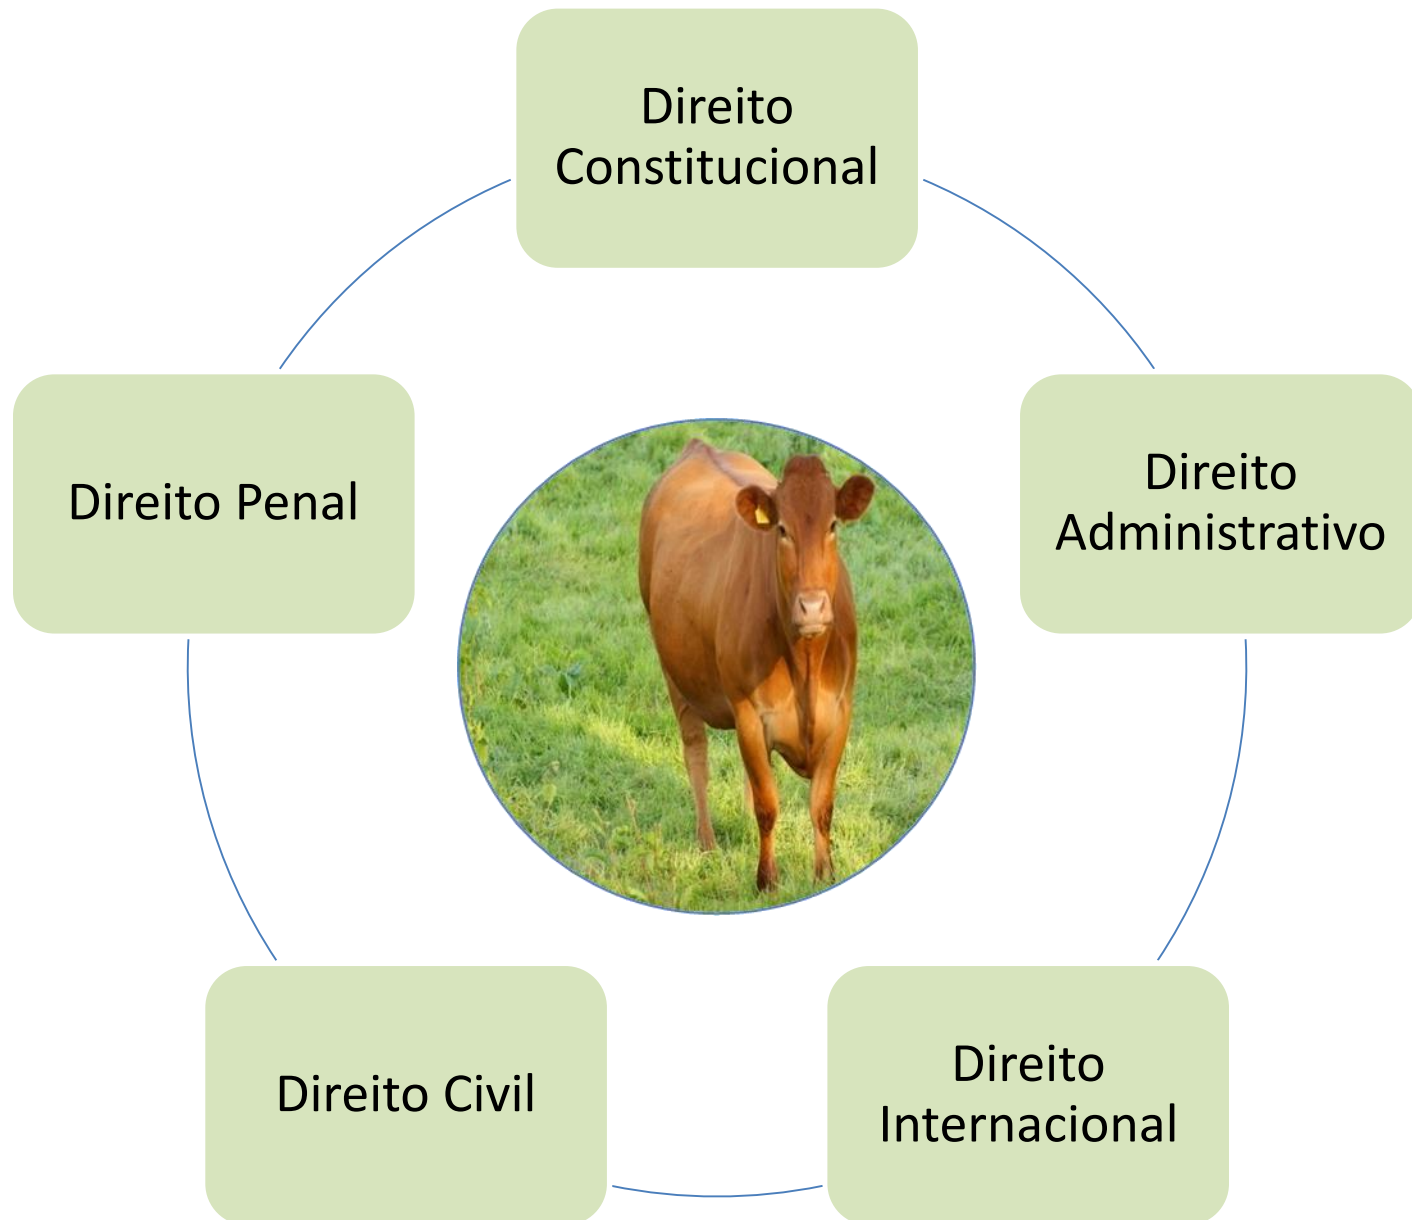 Direito
Constitucional
Direito Penal
Direito
Administrativo
Direito Civil
Direito
Internacional